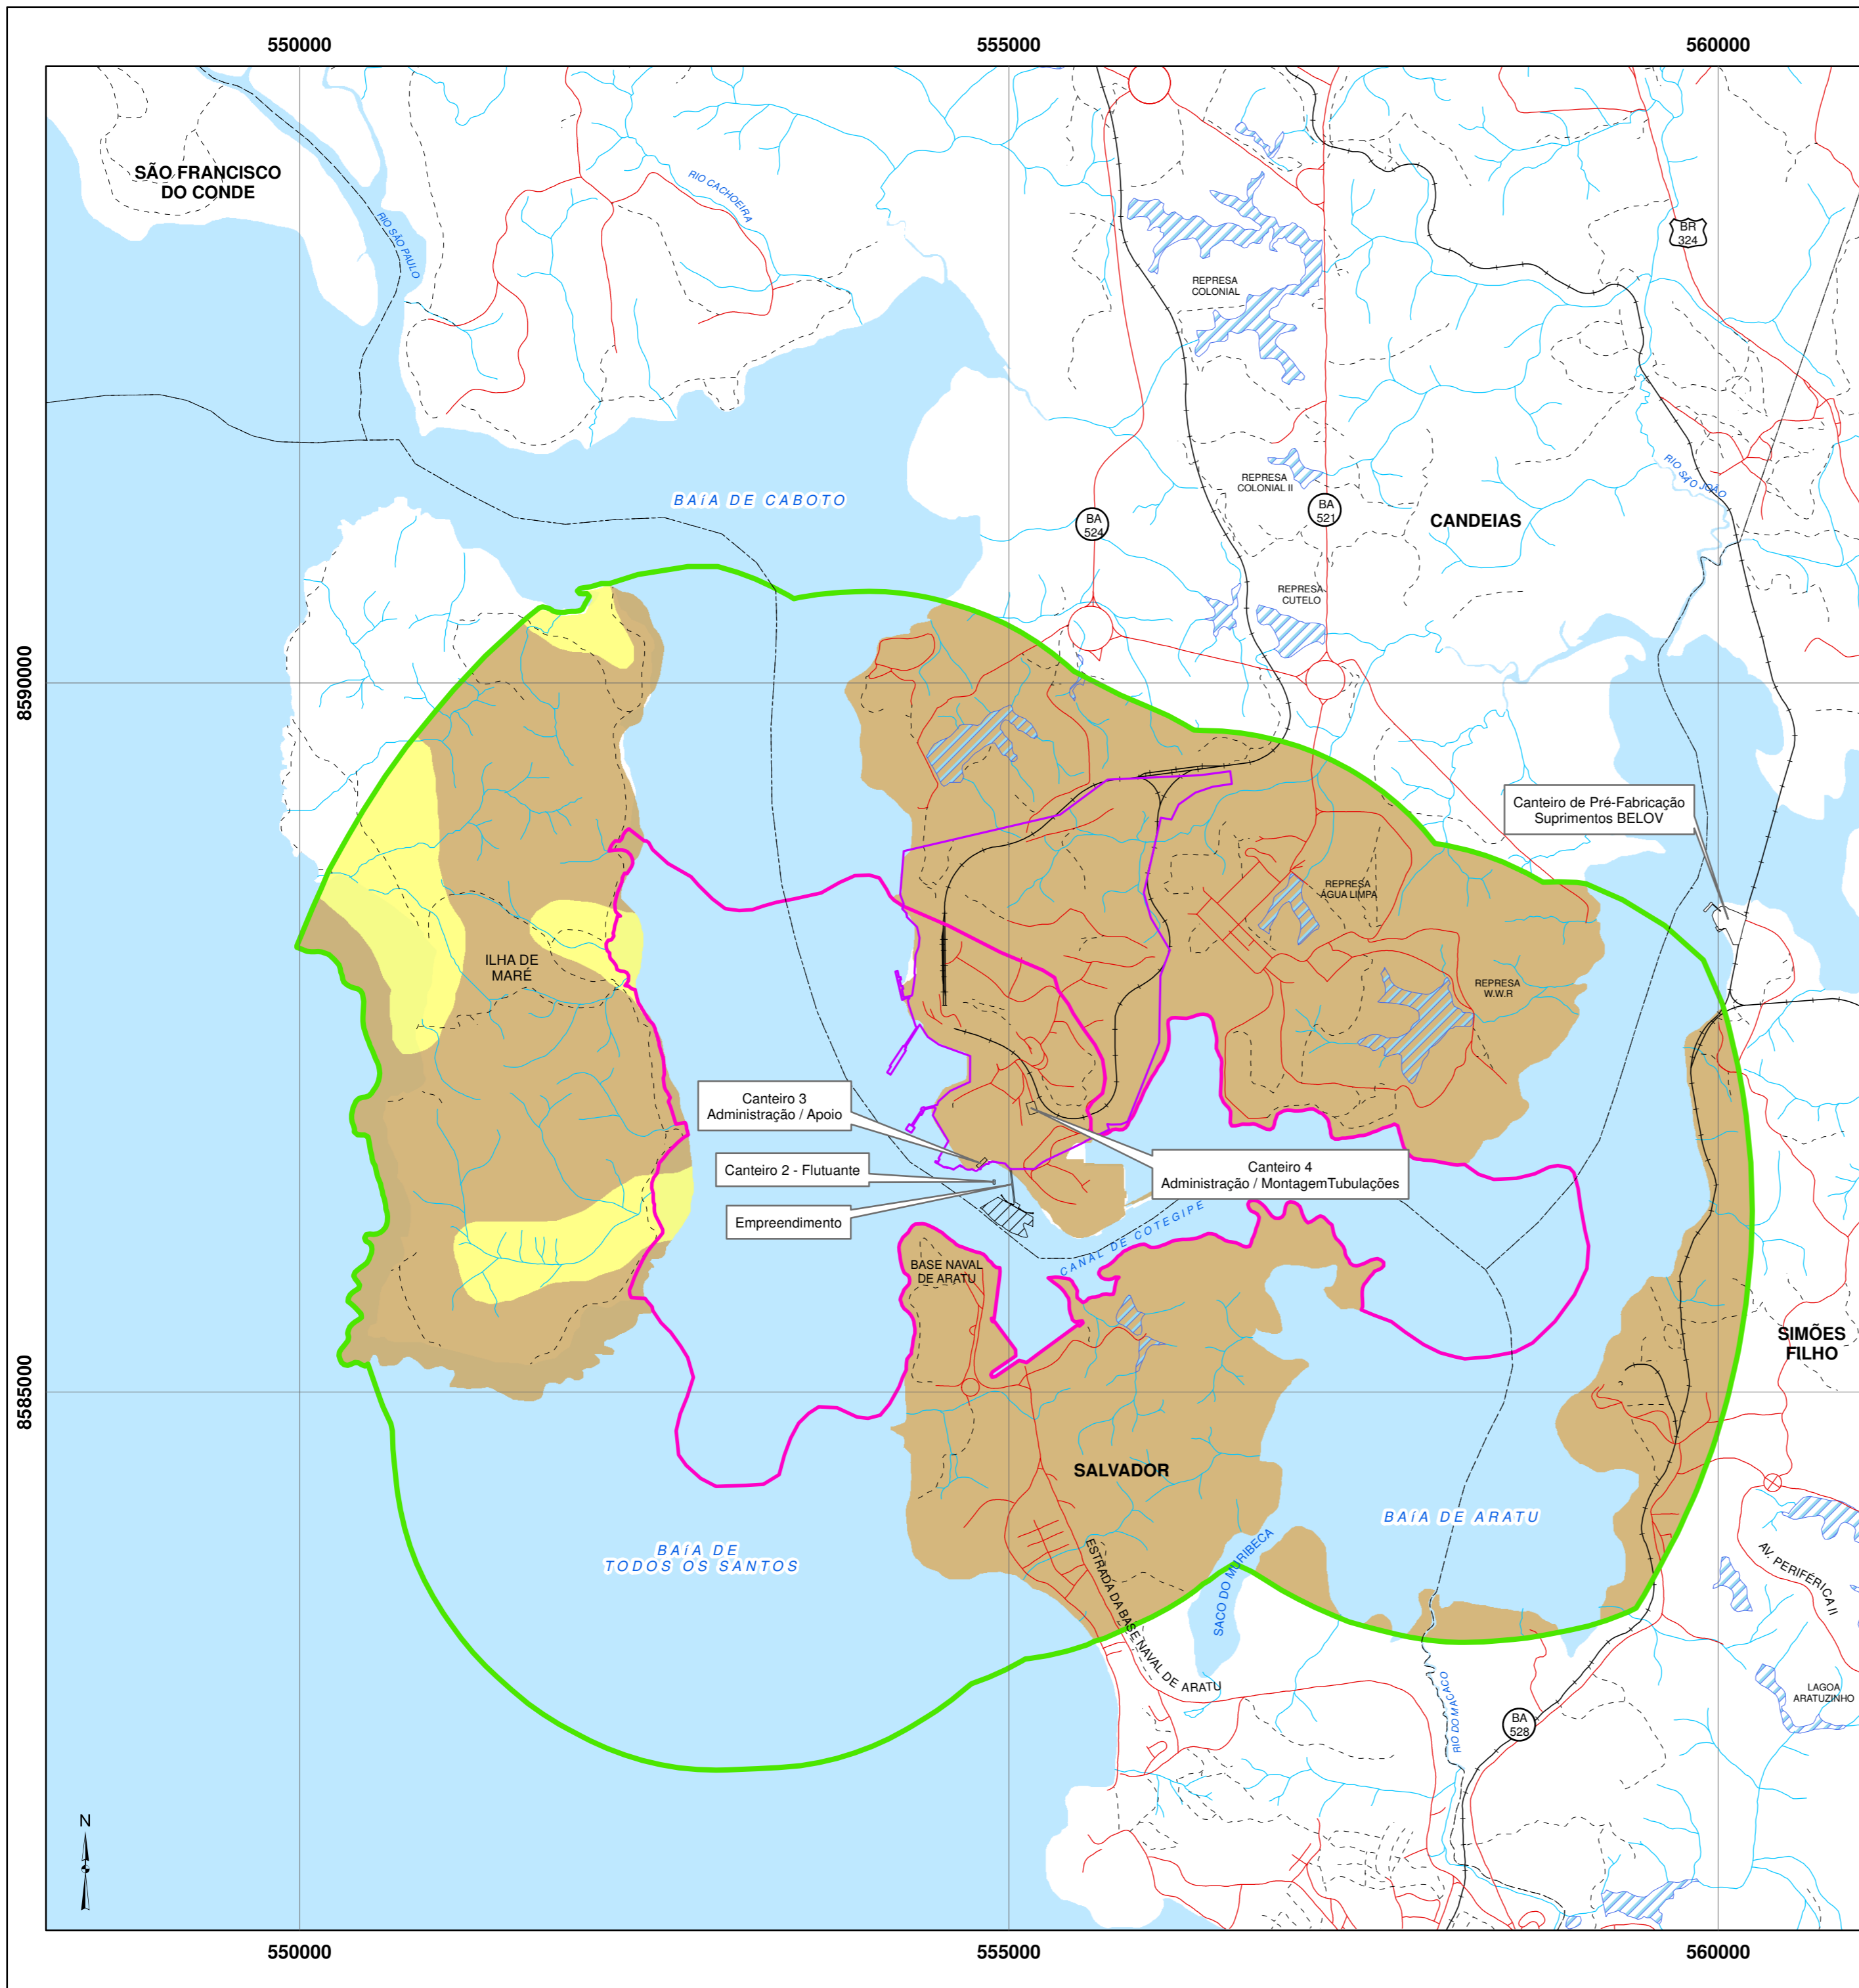 550000
555000
560000
SÃO FRANCISCO
DO CONDE
RIO SÃO PAULO
RIO CACHOEIRA
BR
324
REPRESA
COLONIAL
REPRESA
COLONIAL II
BA
521
BA
524
CANDEIAS
RIO SÃO JOÃO
BAíA DE CABOTO
REPRESA
CUTELO
8590000
Canteiro de Pré-Fabricação
Suprimentos BELOV
REPRESA
ÁGUA LIMPA
ILHA DE
MARÉ
REPRESA
W.W.R
Canteiro 3
Administração / Apoio
Canteiro 2 - Flutuante
Canteiro 4
Administração / MontagemTubulações
Empreendimento
CANAL DE COTEGIPE
BASE NAVAL
DE ARATU
SIMÕES
FILHO
8585000
SALVADOR
BAíA DE ARATU
BAíA DE
TODOS OS SANTOS
ESTRADA DA BASE NAVAL DE ARATU
SACO DO MURIBECA
AV. PERIFÉRICA II
RIO DO MACACO
LAGOA
ARATUZINHO
BA
528
N
550000
555000
560000